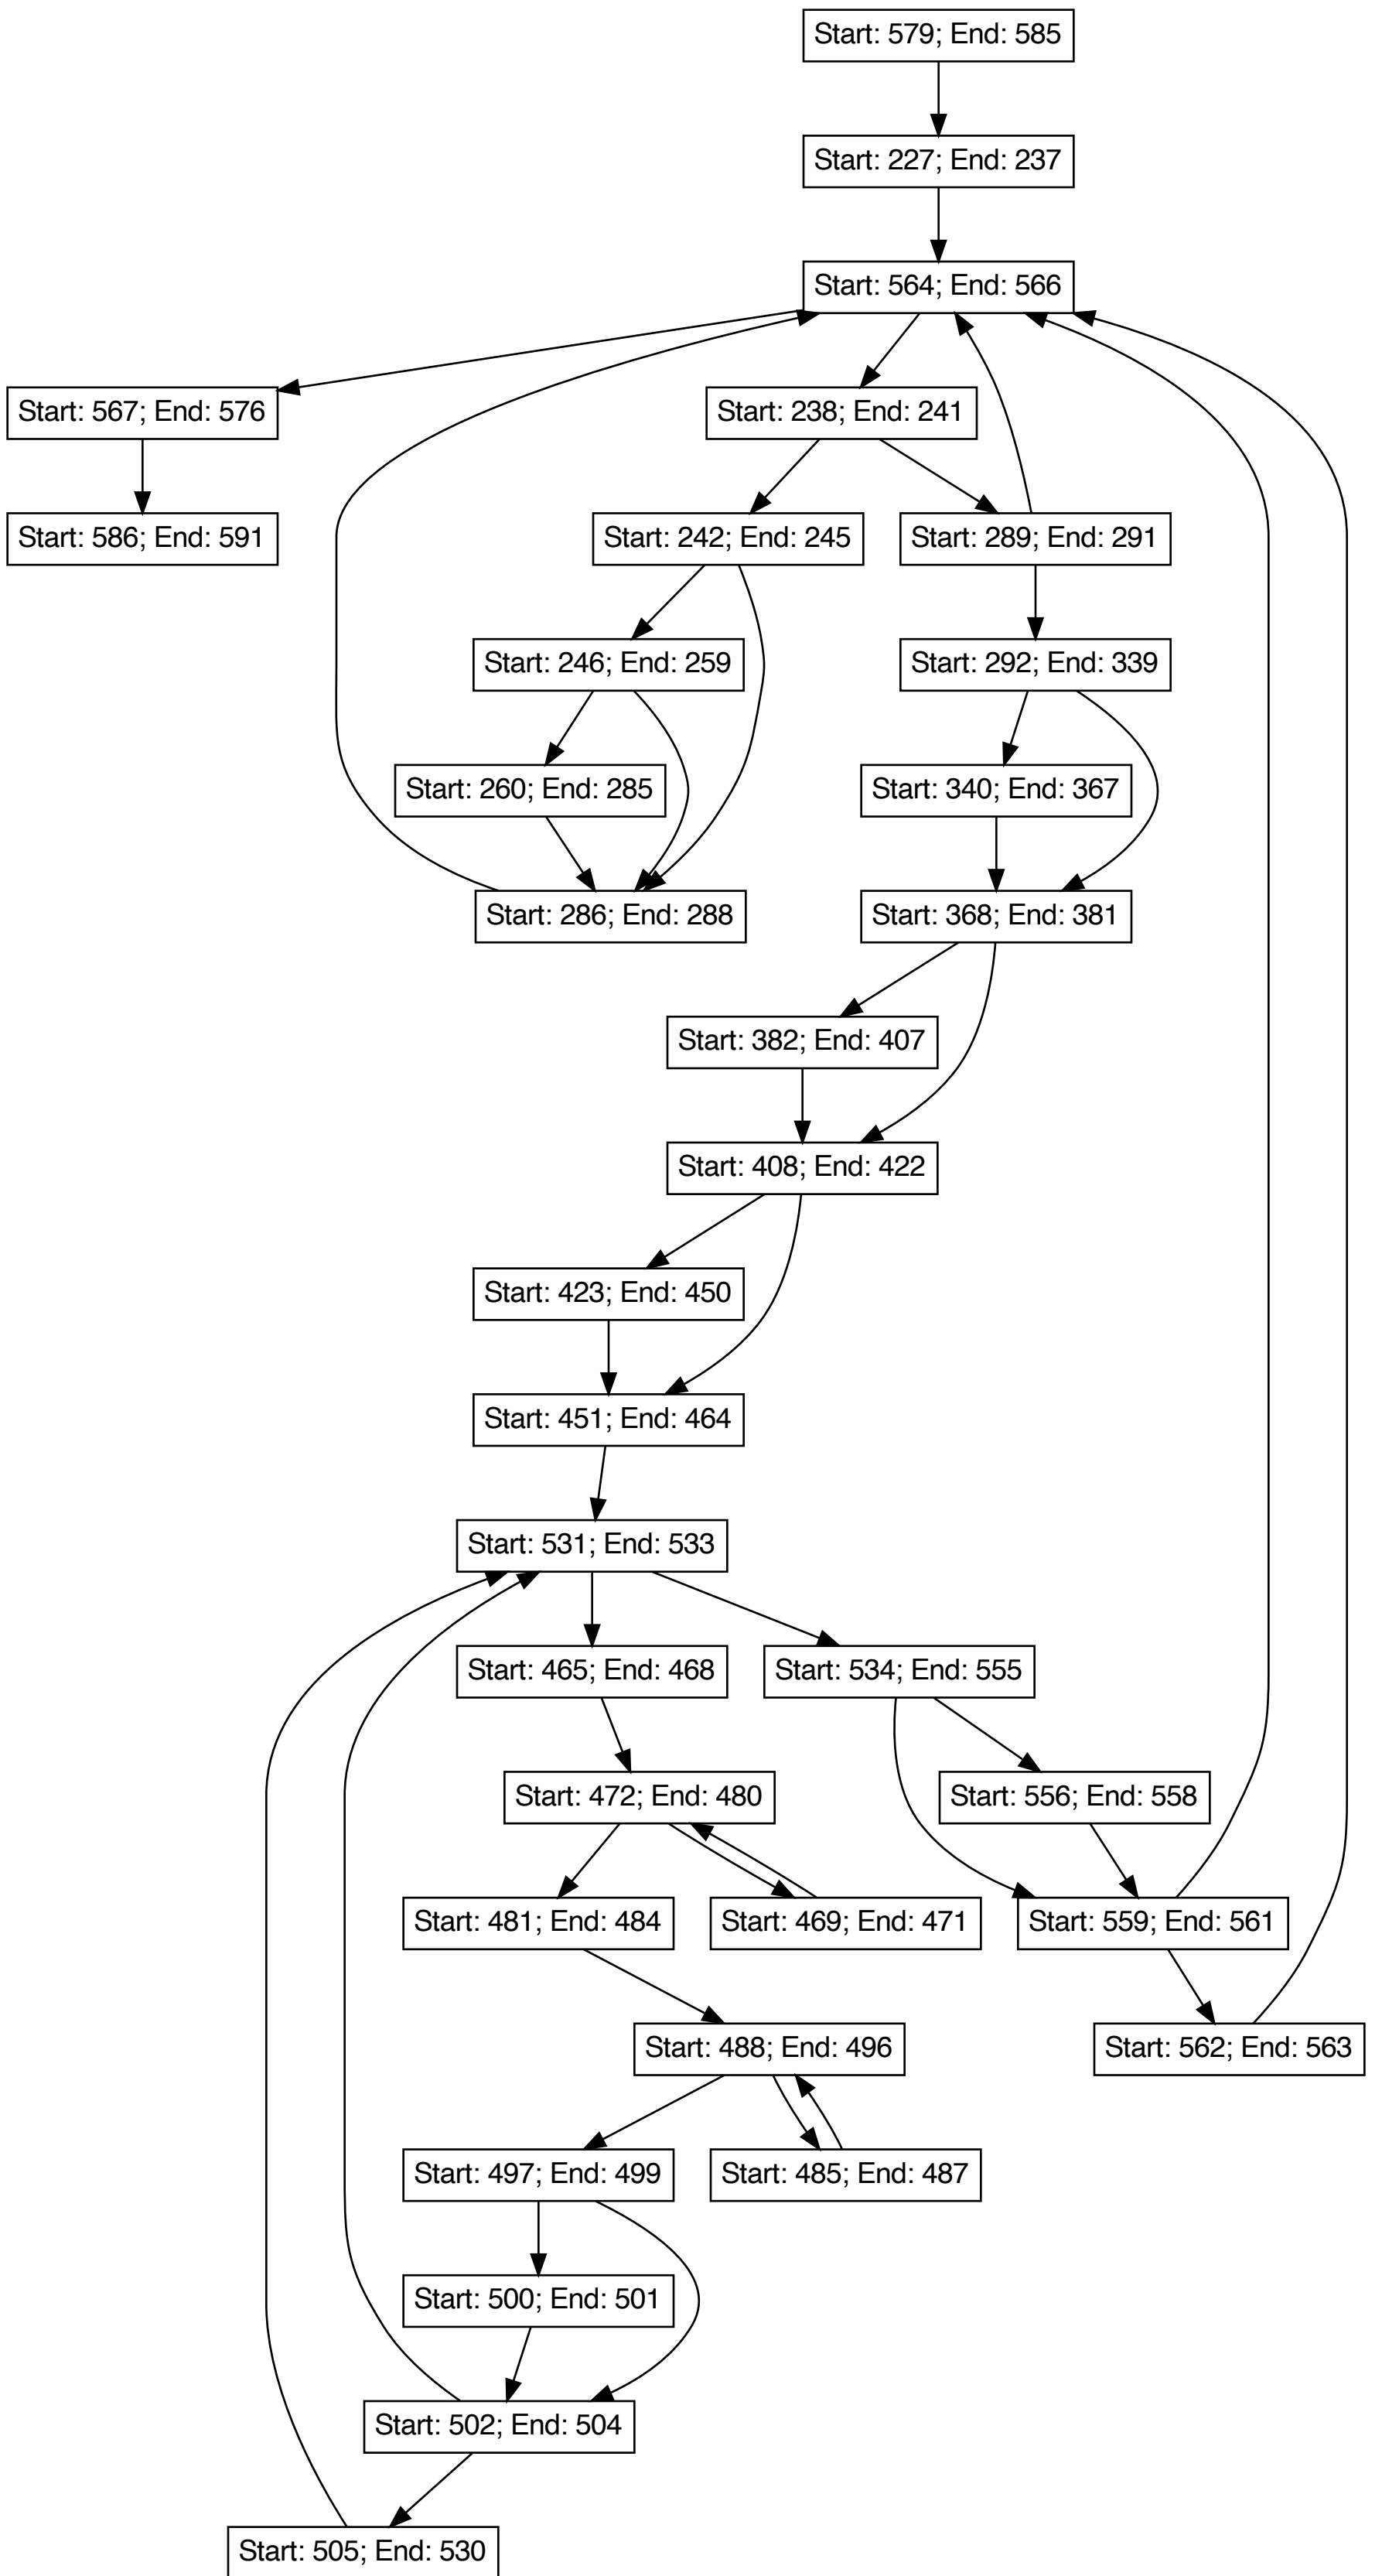 Start: 579; End: 585
Start: 227; End: 237
Start: 564; End: 566
Start: 567; End: 576
Start: 238; End: 241
Start: 586; End: 591
Start: 242; End: 245
Start: 289; End: 291
Start: 246; End: 259
Start: 292; End: 339
Start: 260; End: 285
Start: 340; End: 367
Start: 286; End: 288
Start: 368; End: 381
Start: 382; End: 407
Start: 408; End: 422
Start: 423; End: 450
Start: 451; End: 464
Start: 531; End: 533
Start: 465; End: 468
Start: 534; End: 555
Start: 472; End: 480
Start: 556; End: 558
Start: 481; End: 484
Start: 469; End: 471
Start: 559; End: 561
Start: 488; End: 496
Start: 562; End: 563
Start: 497; End: 499
Start: 485; End: 487
Start: 500; End: 501
Start: 502; End: 504
Start: 505; End: 530